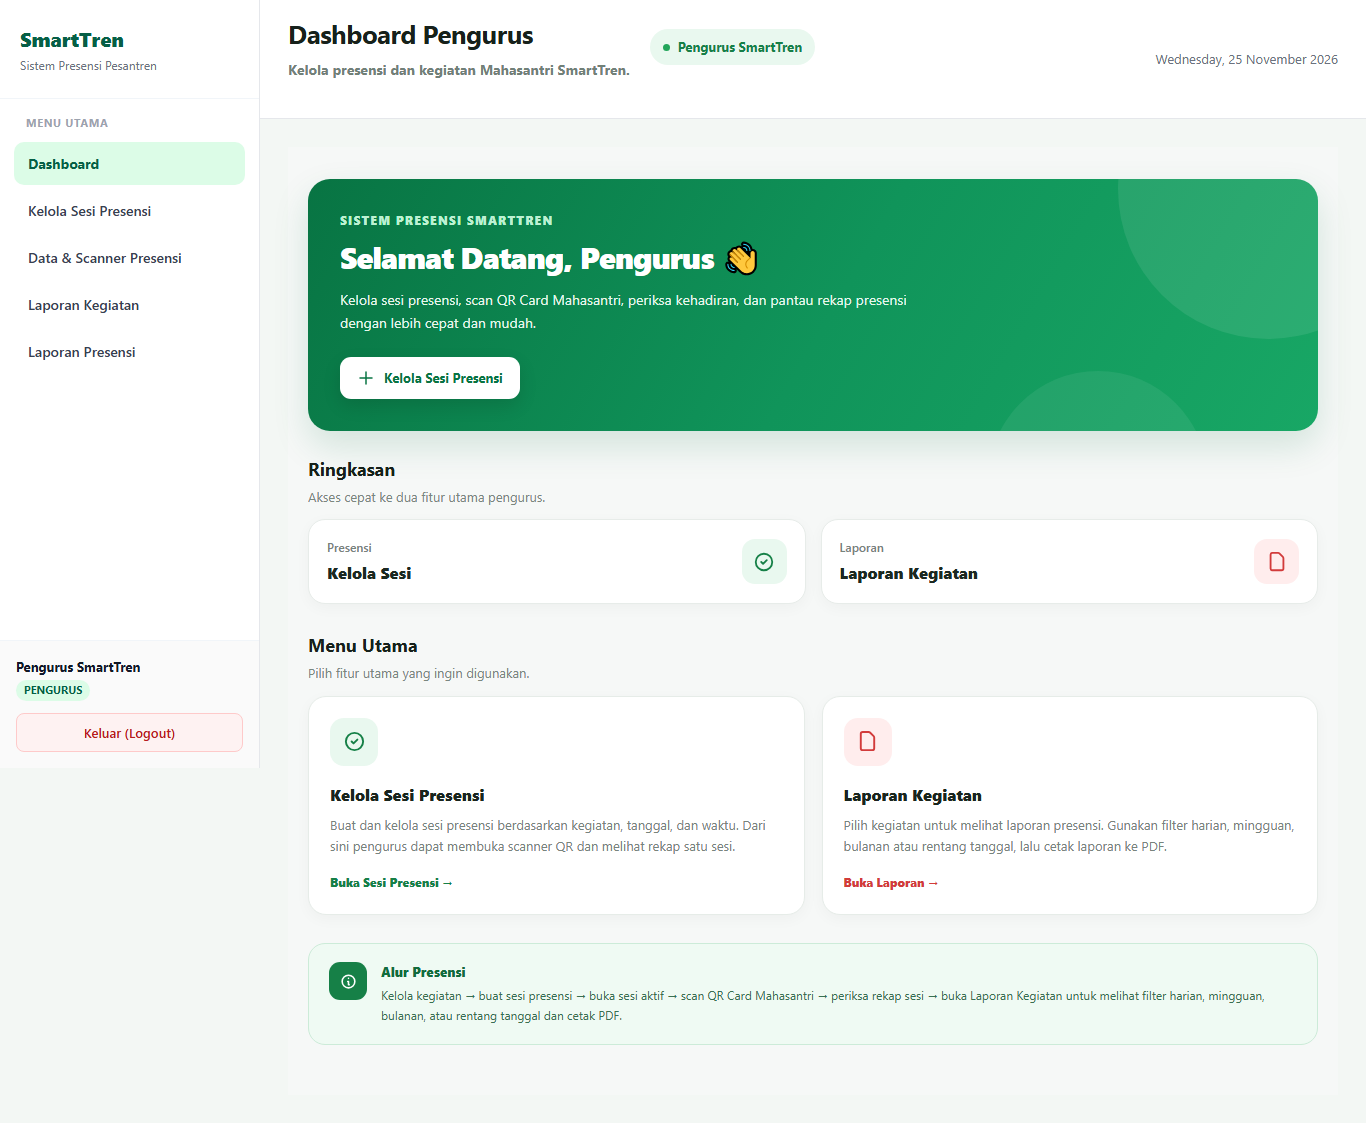 SmartTren
Sistem Presensi Pesantren
MENU UTAMA
Dashboard
Kelola Sesi Presensi
Data & Scanner Presensi
Laporan Kegiatan
Laporan Presensi
Pengurus SmartTren
PENGURUS
Keluar (Logout)
Dashboard Pengurus
Kelola presensi dan kegiatan Mahasantri SmartTren.
Pengurus SmartTren
Wednesday, 25 November 2026
SISTEM PRESENSI SMARTTREN
Selamat Datang, Pengurus 👋
Kelola sesi presensi, scan QR Card Mahasantri, periksa kehadiran, dan pantau rekap presensi
dengan lebih cepat dan mudah.
Kelola Sesi Presensi
Ringkasan
Akses cepat ke dua fitur utama pengurus.
Presensi
Kelola Sesi
Laporan
Laporan Kegiatan
Menu Utama
Pilih fitur utama yang ingin digunakan.
Kelola Sesi Presensi
Buat dan kelola sesi presensi berdasarkan kegiatan, tanggal, dan waktu. Dari
sini pengurus dapat membuka scanner QR dan melihat rekap satu sesi.
Buka Sesi Presensi →
Laporan Kegiatan
Pilih kegiatan untuk melihat laporan presensi. Gunakan filter harian, mingguan,
bulanan atau rentang tanggal, lalu cetak laporan ke PDF.
Buka Laporan →
Alur Presensi
Kelola kegiatan → buat sesi presensi → buka sesi aktif → scan QR Card Mahasantri → periksa rekap sesi → buka Laporan Kegiatan untuk melihat filter harian, mingguan,
bulanan, atau rentang tanggal dan cetak PDF.